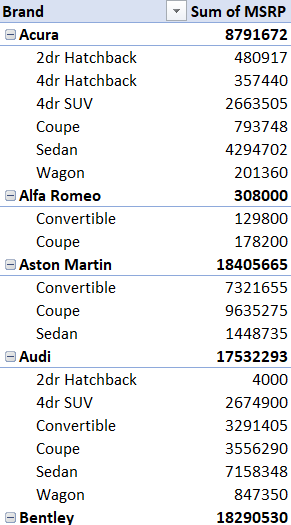 Brand Sum of MSRP
Acura 8791672
2dr Hatchback 480917
4dr Hatchback 357440
4dr SUV 2663505
Coupe 793748
Sedan 4294702
Wagon 201360
Alfa Romeo 308000
Convertible 129800
Coupe 178200
Aston Martin 18405665
Convertible 7321655
Coupe 9635275
Sedan 1448735
Audi 17532293
2dr Hatchback 4000
4dr SUV 2674900
Convertible 3291405
Coupe 3556290
Sedan 7158348
Wagon 847350
Bentley 18290530